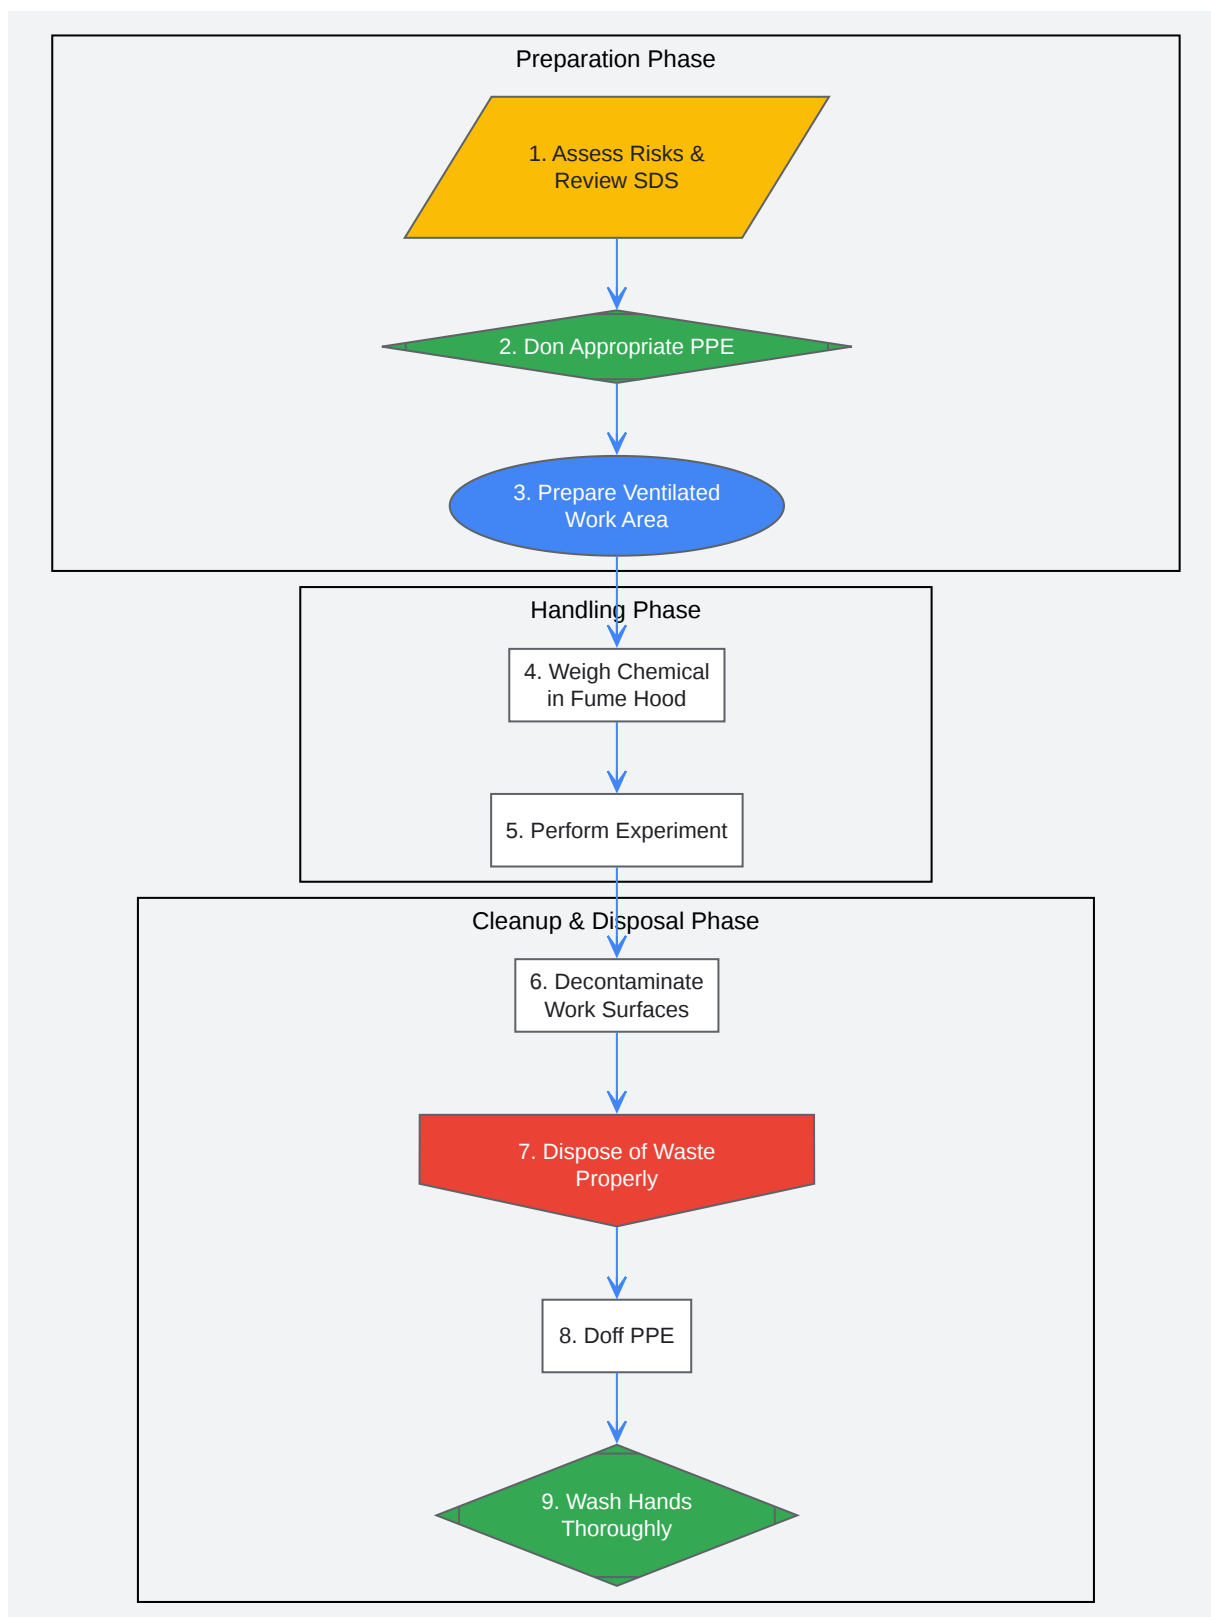 Preparation Phase
1. Assess Risks &
Review SDS
2. Don Appropriate PPE
3. Prepare Ventilated
Work Area
Handling Phase
4. Weigh Chemical
in Fume Hood
5. Perform Experiment
Cleanup & Disposal Phase
6. Decontaminate
Work Surfaces
7. Dispose of Waste
Properly
8. Doff PPE
9. Wash Hands
Thoroughly